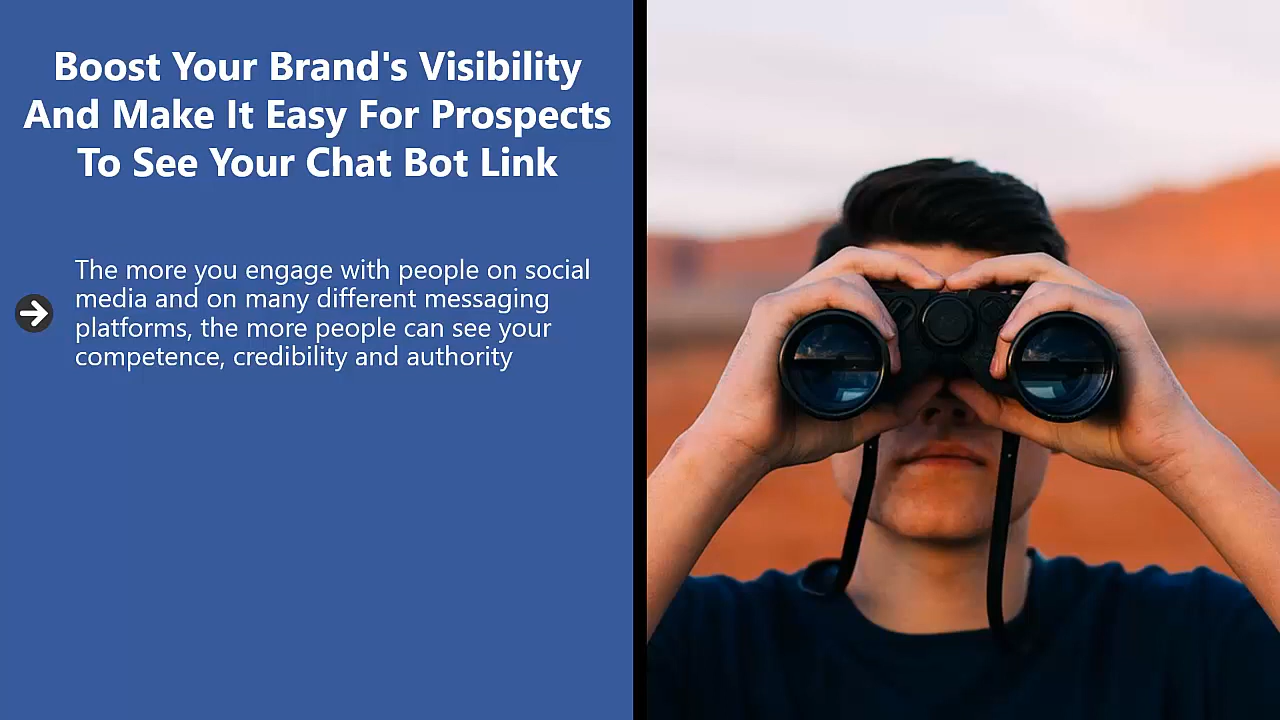 Boost Your Brand's Visibility
And Make It Easy For Prospects
To See Your Chat Bot Link
The more you engage with people on social
media and on many different messaging
platforms, the more people can see your
competence, credibility and authority